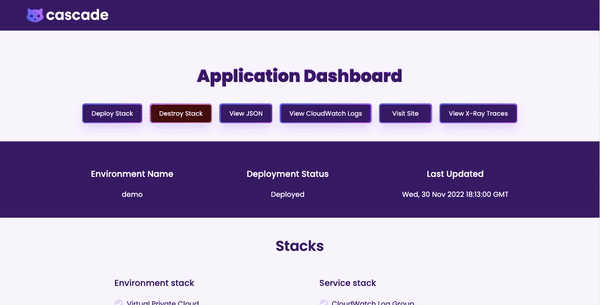 cascade
Application Dashboard
Deploy Stack Destroy Stack View JSON View CloudWatch Logs Visit Site View X-Ray Traces
Environment Name Deployment Status Last Updated
demo Deployed Wed, 30 Nov 2022 18:13:00 GMT
Stacks
Environment stack Service stack
Virtual Private Cloud CloudWatch Log Group